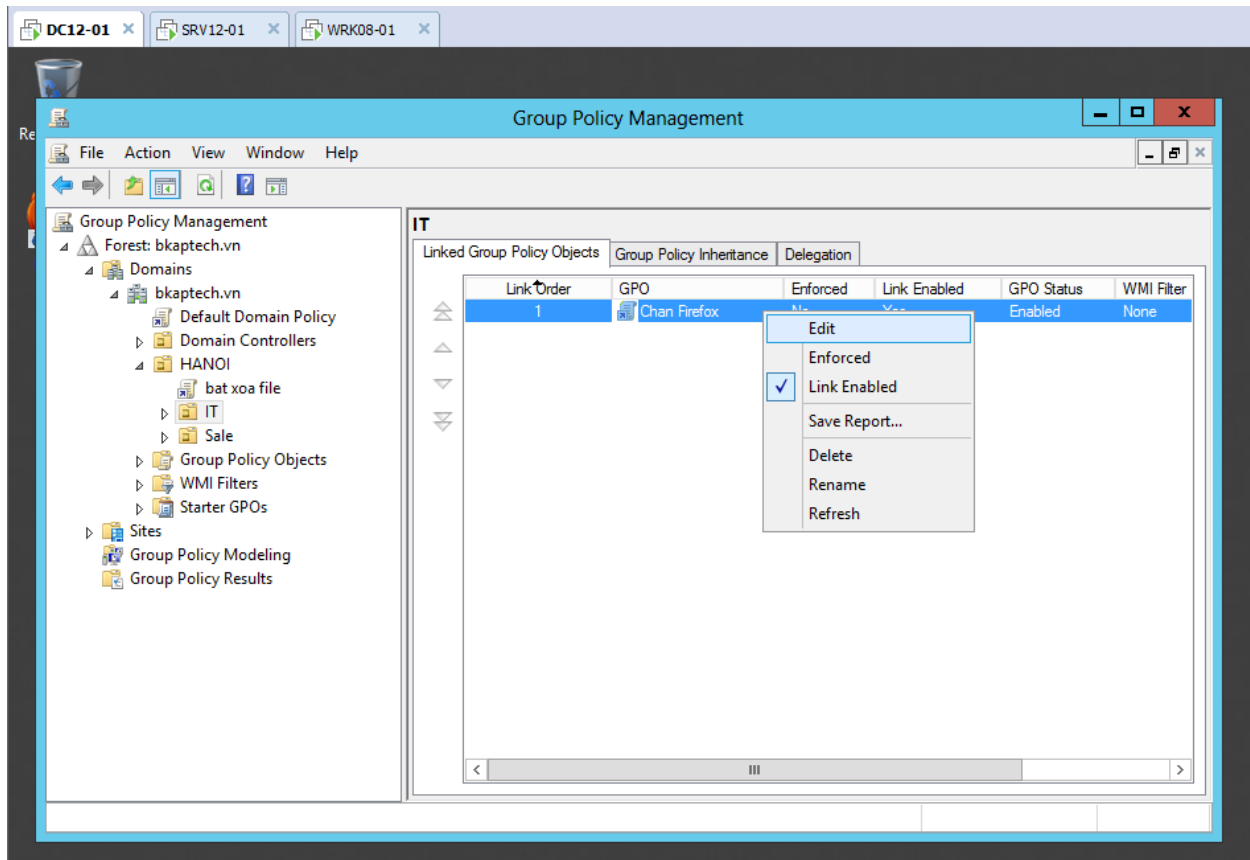 DC12-01 SRV12-01 WRK08-01
Re
Group Policy Management
File Action View Window Help
Group Policy Management
Forest: bkaptech.vn
Domains
bkaptech.vn
Default Domain Policy
Domain Controllers
HANOI
bat xoa file
IT
Sale
Group Policy Objects
WMI Filters
Starter GPOs
Sites
Group Policy Modeling
Group Policy Results
IT
Linked Group Policy Objects Group Policy Inheritance Delegation
Link Order GPO Enforced Link Enabled GPO Status WMI Filter
1 Chan Firefox No Yes Enabled None
Edit
Enforced
Link Enabled
Save Report...
Delete
Rename
Refresh